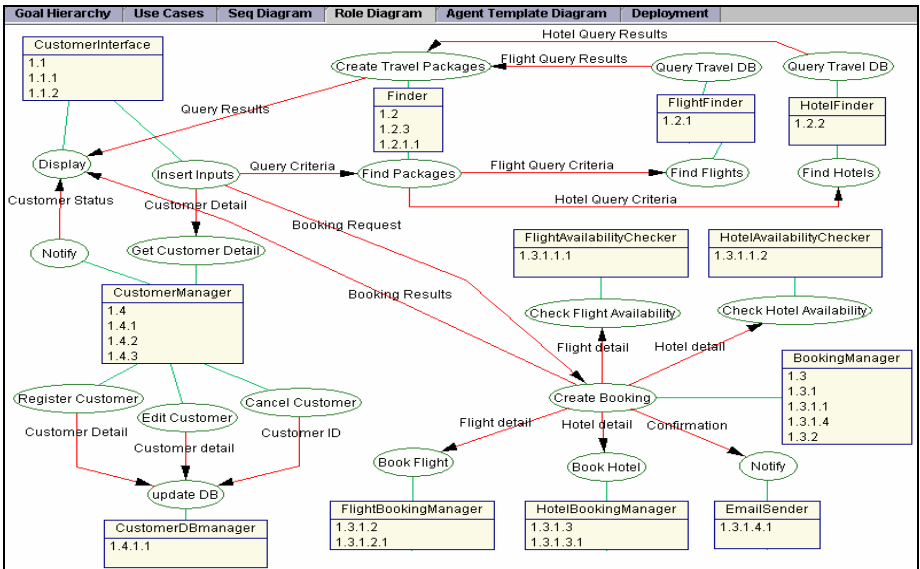 Goal Hierarchy
Use Cases
Seq Diagram
Role Diagram
Agent Template Diagram
Deployment
Hotel Query Results
CustomerInterface
1.1
1.1.1
1.1.2
Create Travel Packages
Flight Query Results
Query Travel DB
Query Travel DB
Query Results
Finder
1.2
1.2.3
1.2.1.1
FlightFinder
1.2.1
HotelFinder
1.2.2
Display
Insert Inputs
Query Criteria
Find Packages
Flight Query Criteria
Find Flights
Find Hotels
Customer Status
Customer Detail
Hotel Query Criteria
Booking Request
Notify
Get Customer Detail
FlightAvailabilityChecker
1.3.1.1.1
HotelAvailabilityChecker
1.3.1.1.2
CustomerManager
1.4
1.4.1
1.4.2
1.4.3
Booking Results
Check Flight Availability
Check Hotel Availability
Flight detail
Hotel detail
BookingManager
1.3
1.3.1
1.3.1.1
1.3.1.4
1.3.2
Register Customer
Edit Customer
Cancel Customer
Create Booking
Customer Detail
Customer detail
Customer ID
Flight detail
Hotel detail
Confirmation
Book Flight
Book Hotel
Notify
update DB
CustomerDBmanager
1.4.1.1
FlightBookingManager
1.3.1.2
1.3.1.2.1
HotelBookingManager
1.3.1.3
1.3.1.3.1
EmailSender
1.3.1.4.1